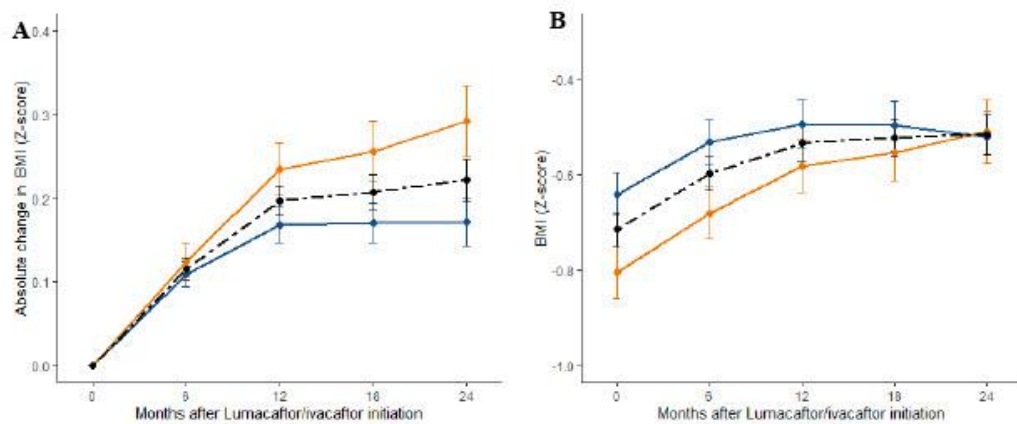 A
Absolute change in BMI (Z-score)
0.4
0.3
0.2
0.1
0.0
0 6 12 18 24
Months after Lumacaftor/ivacaftor initiation
B
BMI (Z-score)
-0.4
-0.6
-0.8
-1.0
0 6 12 18 24
Months after Lumacaftor/ivacaftor initiation